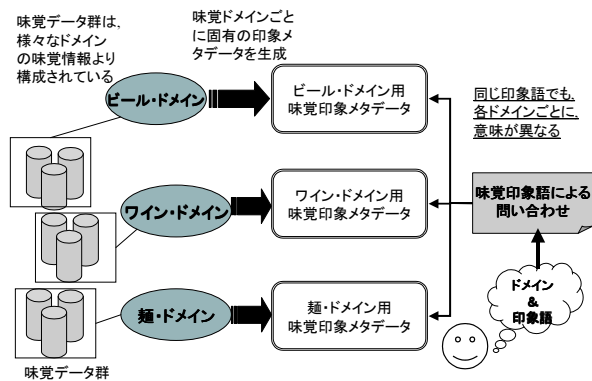 味覚データ群は、
様々なドメイン
の味覚情報より
構成されている
味覚ドメインごと
に固有の印象メ
タデータを生成
ビール・ドメイン
ビール・ドメイン用
味覚印象メタデータ
同じ印象語でも、
各ドメインごとに、
意味が異なる
ワイン・ドメイン
ワイン・ドメイン用
味覚印象メタデータ
味覚印象語による
問い合わせ
ドメイン
&
印象語
麺・ドメイン
麺・ドメイン用
味覚印象メタデータ
味覚データ群